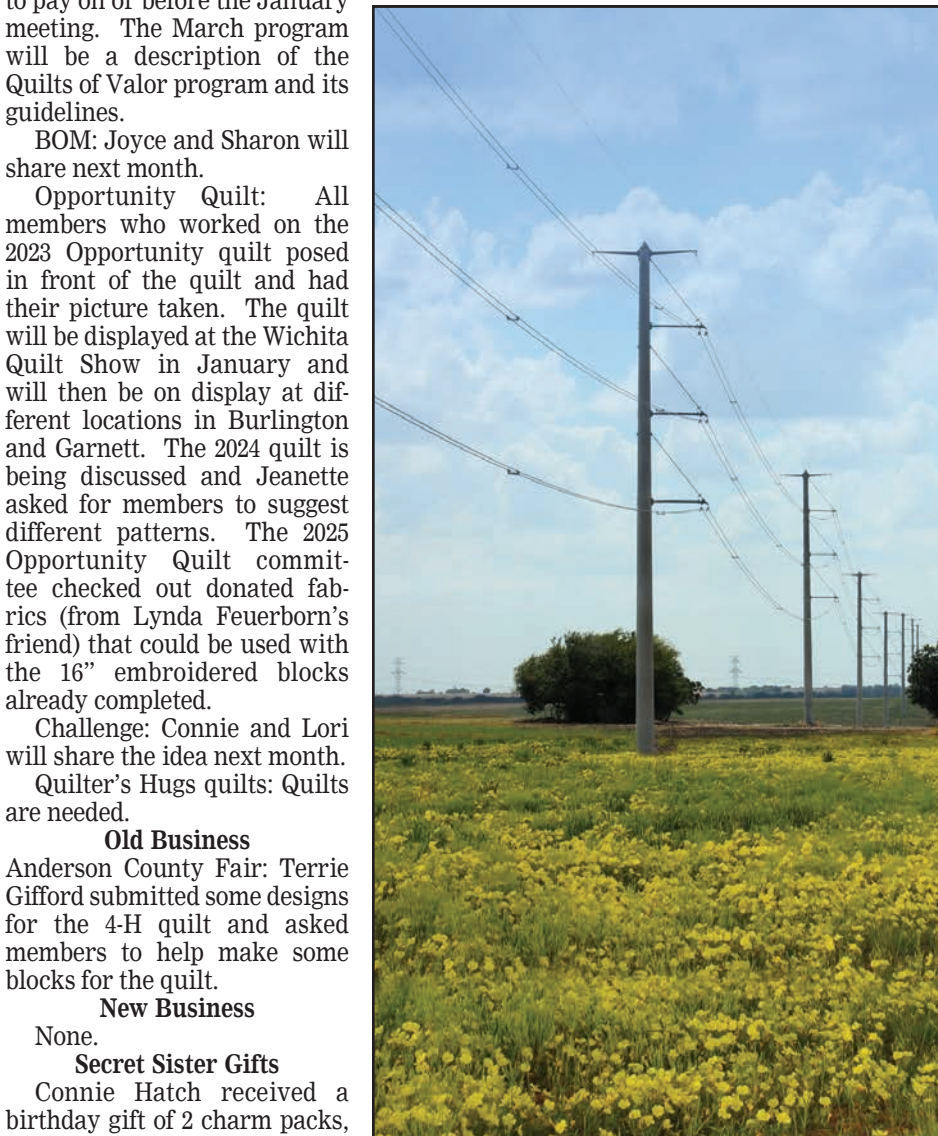 to pay on or before the January
meeting. The March program
will be a description of the
Quilts of Valor program and its
guidelines.
BOM: Joyce and Sharon will
share next month.
Opportunity Quilt: All
members who worked on the
2023 Opportunity quilt posed
in front of the quilt and had
their picture taken. The quilt
will be displayed at the Wichita
Quilt Show in January and
will then be on display at dif-
ferent locations in Burlington
and Garnett. The 2024 quilt is
being discussed and Jeanette
asked for members to suggest
different patterns. The 2025
Opportunity Quilt commit-
tee checked out donated fab-
rics (from Lynda Feuerborn's
friend) that could be used with
the 16” embroidered blocks
already completed.
Challenge: Connie and Lori
will share the idea next month.
Quilter's Hugs quilts: Quilts
are needed.
Old Business
Anderson County Fair: Terrie
Gifford submitted some designs
for the 4-H quilt and asked
members to help make some
blocks for the quilt.
New Business
None.
Secret Sister Gifts
Connie Hatch received a
birthday gift of 2 charm packs,